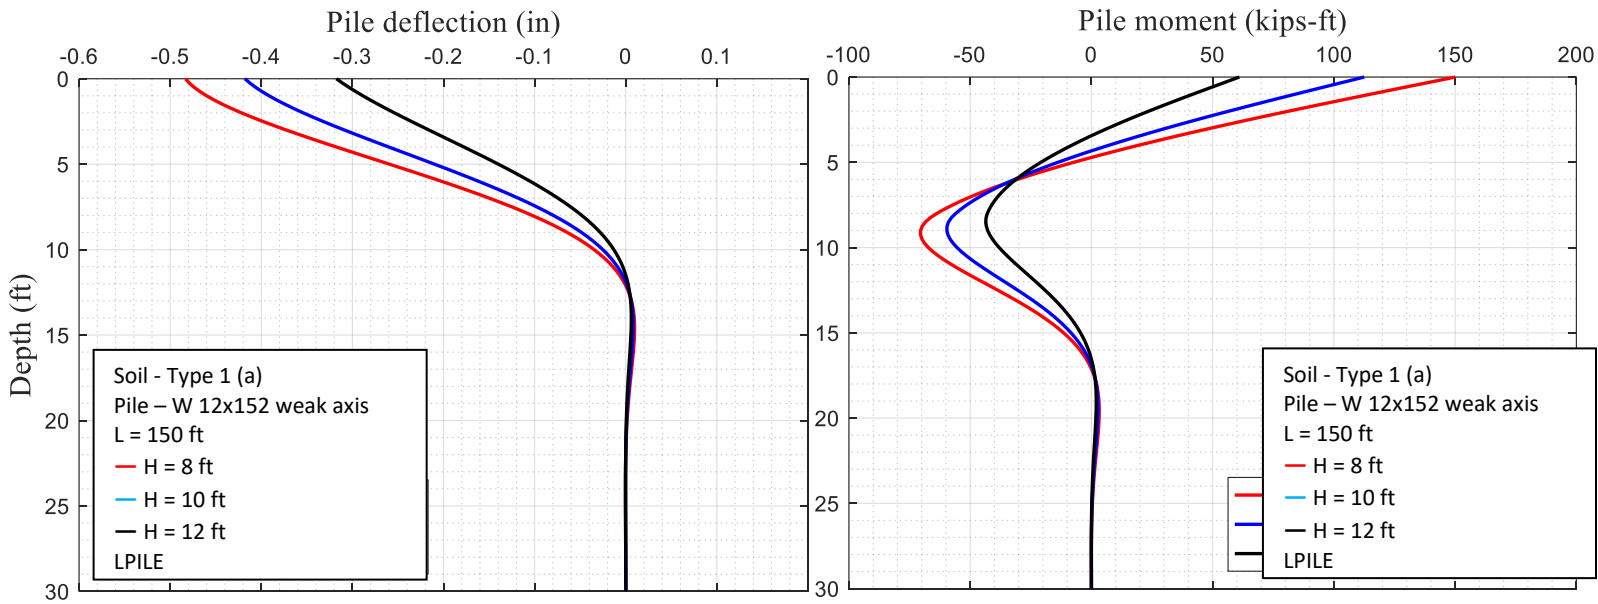 Pile deflection (in)
-0.6 -0.5 -0.4 -0.3 -0.2 -0.1 0 0.1
0
5
10
15
20
25
30
Depth (ft)
Soil - Type 1 (a)
Pile – W 12x152 weak axis
L = 150 ft
H = 8 ft
H = 10 ft
H = 12 ft
LPILE
Pile moment (kips-ft)
-100 -50 0 50 100 150 200
0
5
10
15
20
25
30
Soil - Type 1 (a)
Pile – W 12x152 weak axis
L = 150 ft
H = 8 ft
H = 10 ft
H = 12 ft
LPILE